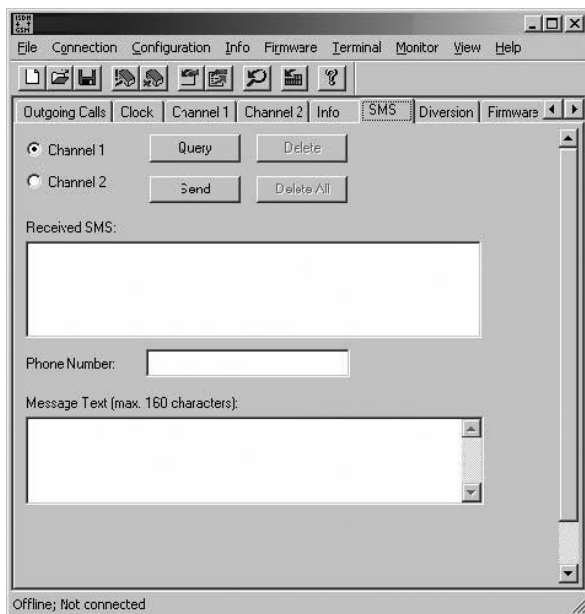 ISDN
GSM
File Connection Configuration Info Firmware Terminal Monitor View Help
Outgoing Calls Clock Channel 1 Channel 2 Info SMS Diversion Firmware
Channel 1 Query Delete
Channel 2 Send Delete All
Received SMS:
Phone Number:
Message Text (max. 160 characters):
Offline; Not connected